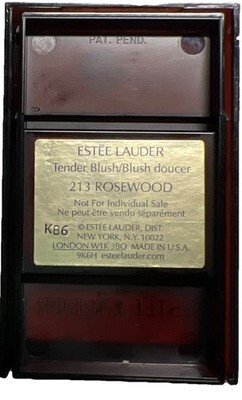 PAT. PEND.
ESTĒE LAUDER
Tender Blush/Blush doucer
213 ROSEWOOD
Not For Individual Sale
Ne peut être vendu séparément
KB6
© ESTĒE LAUDER, DIST.
NEW YORK, N.Y. 10022
LONDON W1K 3BQ MADE IN U.S.A.
9K6H esteelauder.com